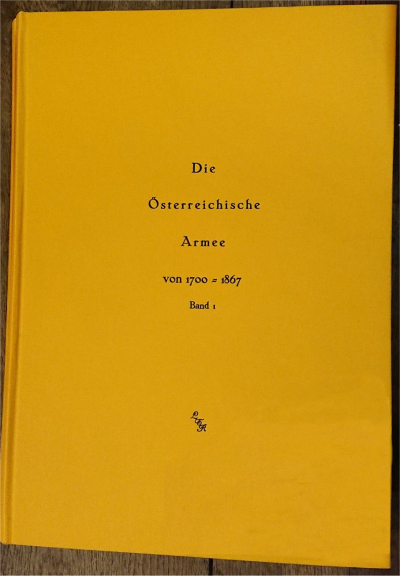 Die
Österreichische
Armee
von 1700 = 1867
Band 1